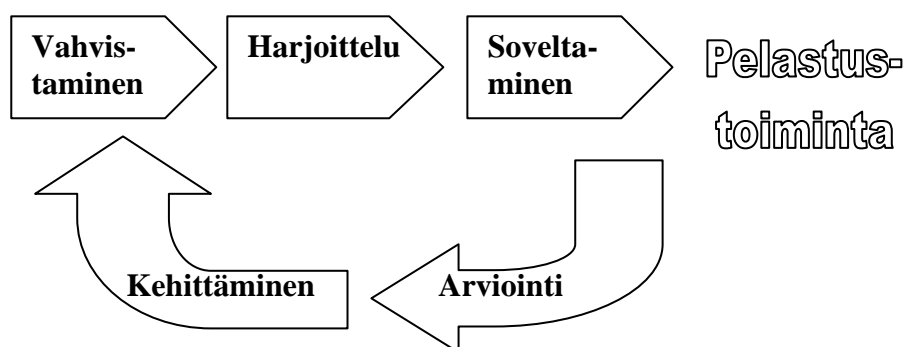 Vahvis-
taminen
Harjoittelu
Sovelta-
minen
Pelastus-
toiminta
Kehittäminen
Arviointi